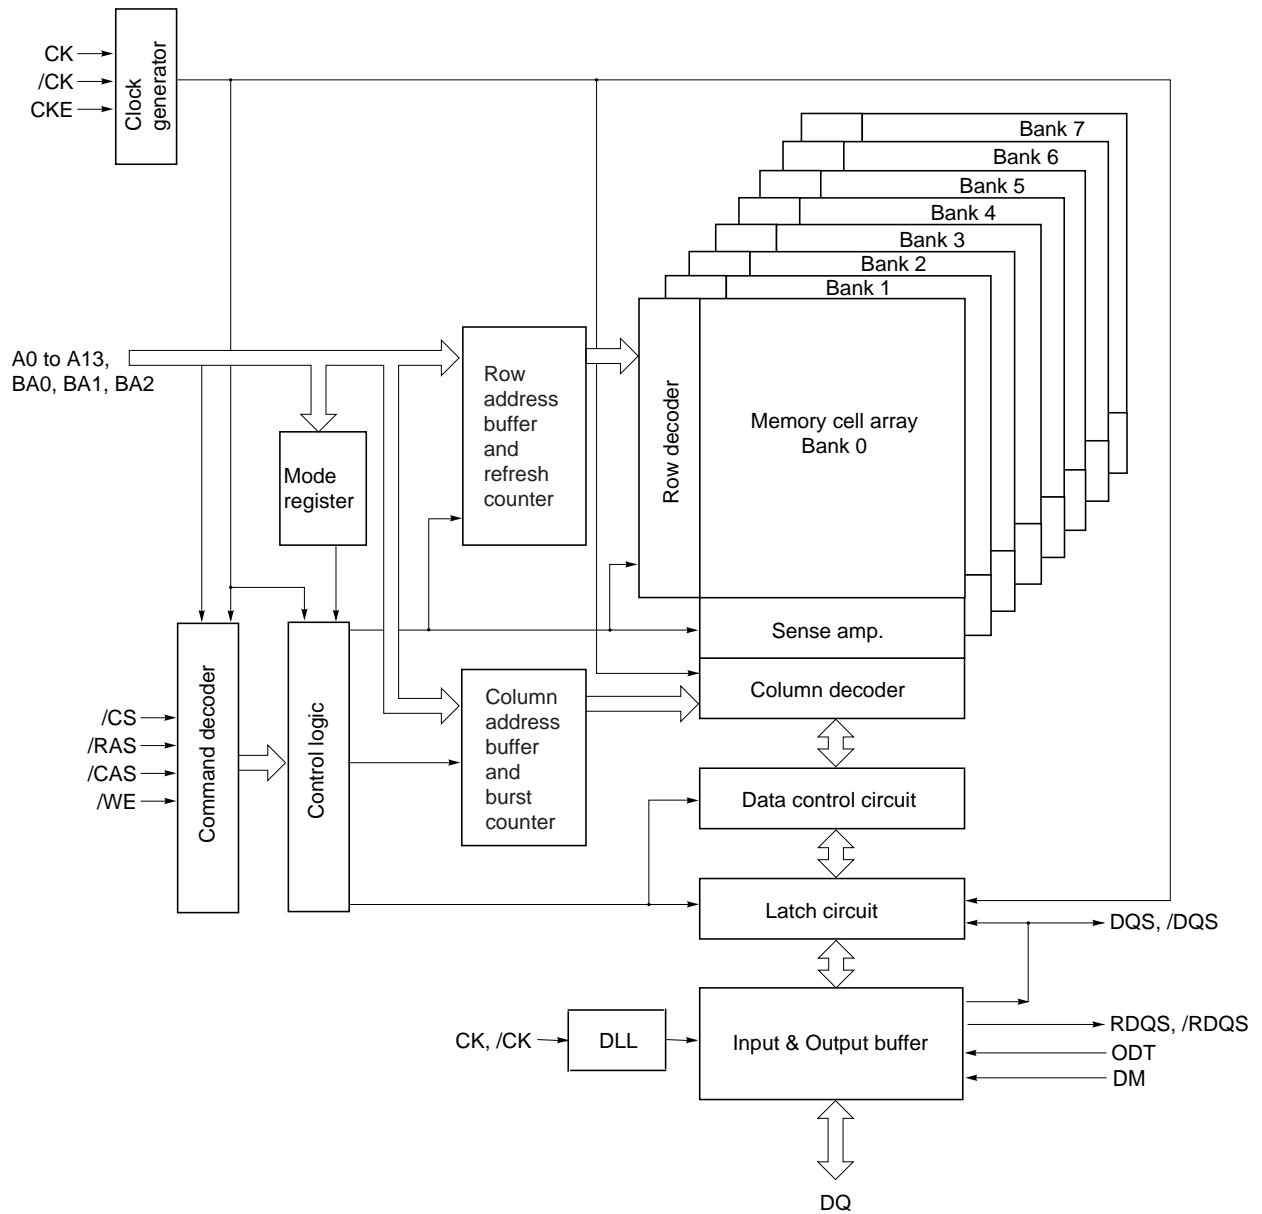 CK
/CK
CKE
Clock
generator
Bank 7
Bank 6
Bank 5
Bank 4
Bank 3
Bank 2
Bank 1
A0 to A13,
BA0, BA1, BA2
Mode
register
Row
address
buffer
and
refresh
counter
Row decoder
Memory cell array
Bank 0
Sense amp.
Column decoder
/CS
/RAS
/CAS
/WE
Command decoder
Control logic
Column
address
buffer
and
burst
counter
Data control circuit
Latch circuit
DQS, /DQS
CK, /CK
DLL
Input & Output buffer
RDQS, /RDQS
ODT
DM
DQ